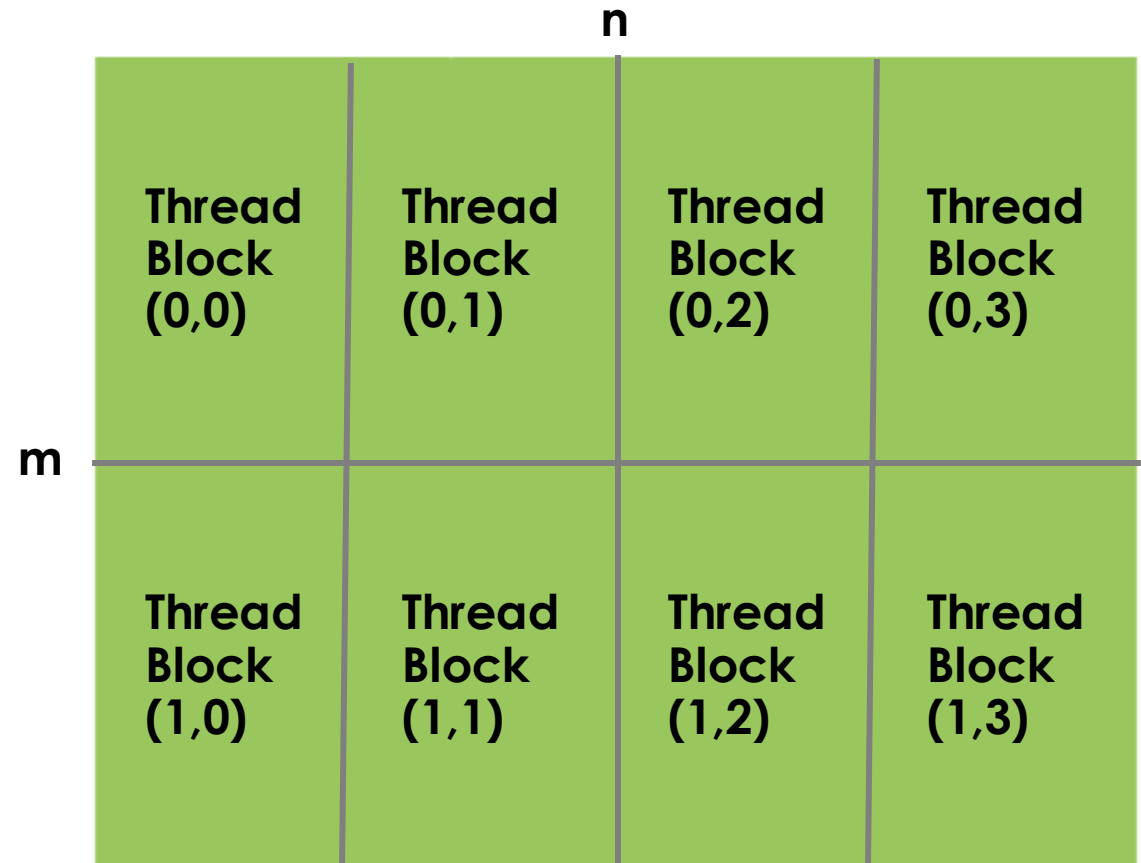 n
Thread
Block
(0,0)
Thread
Block
(0,1)
Thread
Block
(0,2)
Thread
Block
(0,3)
m
Thread
Block
(1,0)
Thread
Block
(1,1)
Thread
Block
(1,2)
Thread
Block
(1,3)